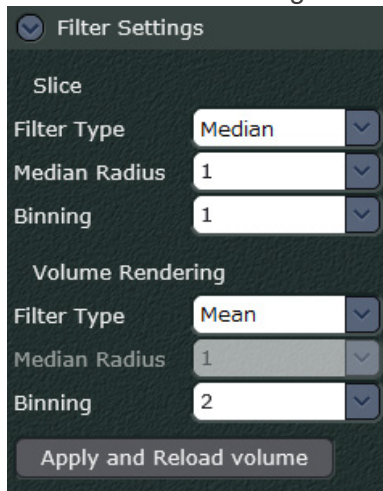 Filter Settings
Slice
Filter Type Median
Median Radius 1
Binning 1
Volume Rendering
Filter Type Mean
Median Radius 1
Binning 2
Apply and Reload volume